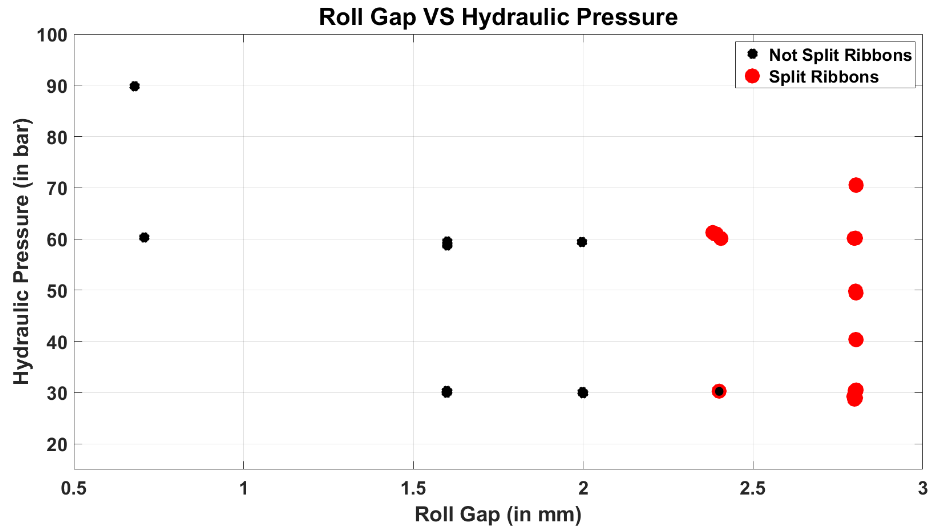 Roll Gap VS Hydraulic Pressure
Not Split Ribbons
Split Ribbons
Hydraulic Pressure (in bar)
100
90
80
70
60
50
40
30
20
0.5 1 1.5 2 2.5 3
Roll Gap (in mm)